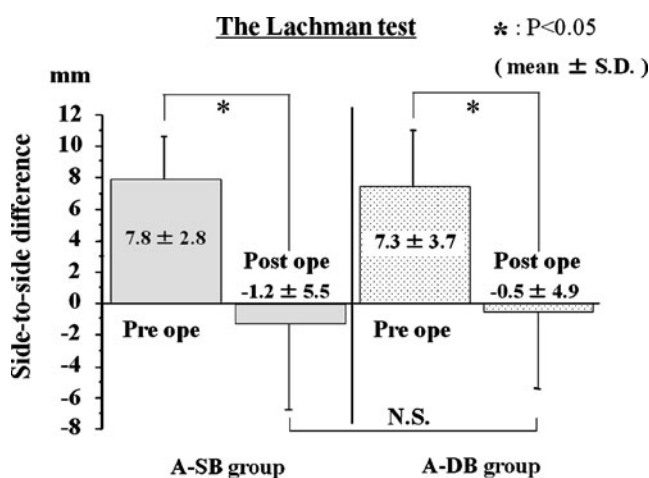 The Lachman test
* : P<0.05
( mean ± S.D. )
mm
Side-to-side difference
12
10
8
6
4
2
0
-2
-4
-6
-8
*
*
7.8 ± 2.8
7.3 ± 3.7
Post ope
Post ope
-1.2 ± 5.5
-0.5 ± 4.9
Pre ope
Pre ope
N.S.
A-SB group
A-DB group